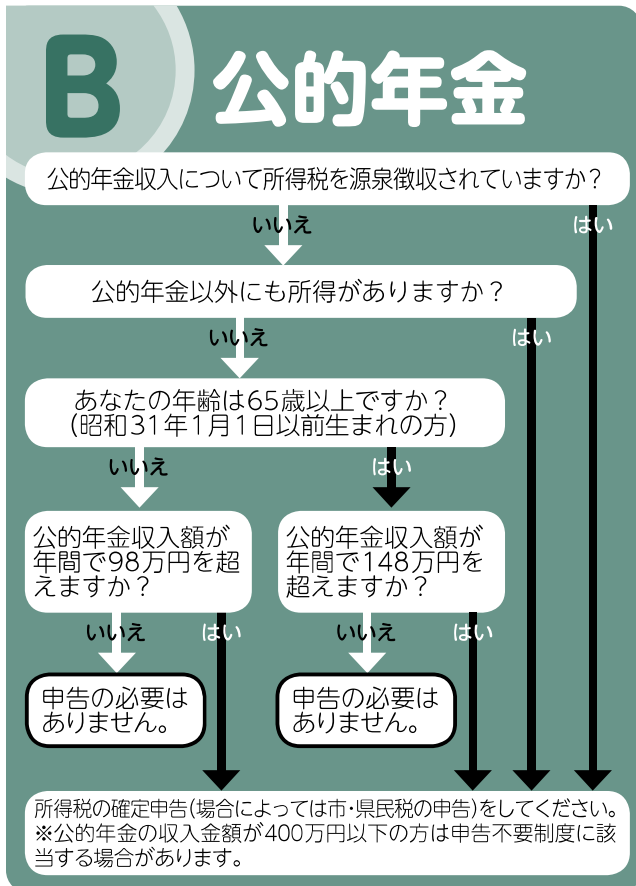 B 公的年金
公的年金収入について所得税を源泉徴収されていますか？
いいえ
はい
公的年金以外にも所得がありますか？
いいえ
はい
あなたの年齢は65歳以上ですか？
(昭和31年1月1日以前生まれの方)
いいえ
はい
公的年金収入額が
年間で98万円を超
えますか？
公的年金収入額が
年間で148万円を
超えますか？
いいえ
はい
いいえ
はい
申告の必要は
ありません。
申告の必要は
ありません。
所得税の確定申告(場合によっては市・県民税の申告)をしてください。
※公的年金の収入金額が400万円以下の方は申告不要制度に該
当する場合があります。